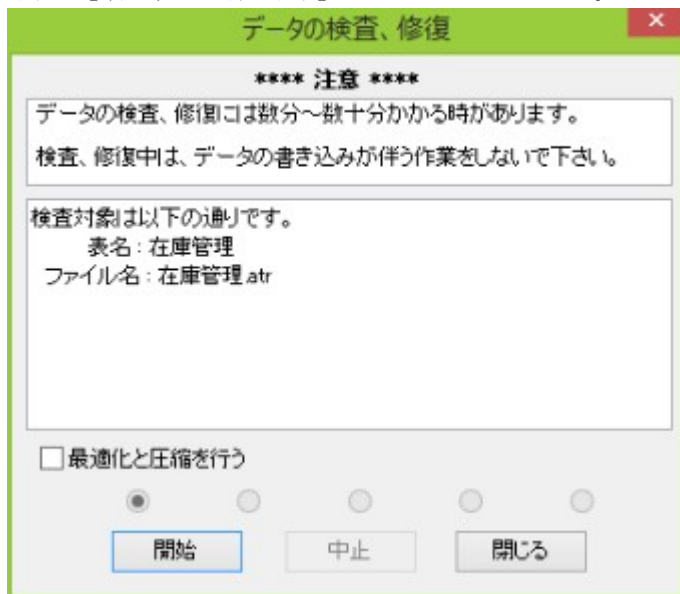 データの検査、修復
**** 注意 ****
データの検査、修復には数分～数十分かかる時があります。
検査、修復中は、データの書き込みが伴う作業をしないで下さい。
検査対象は以下の通りです。
表名：在庫管理
ファイル名：在庫管理.atr
最適化と圧縮を行う
開始 中止 閉じる